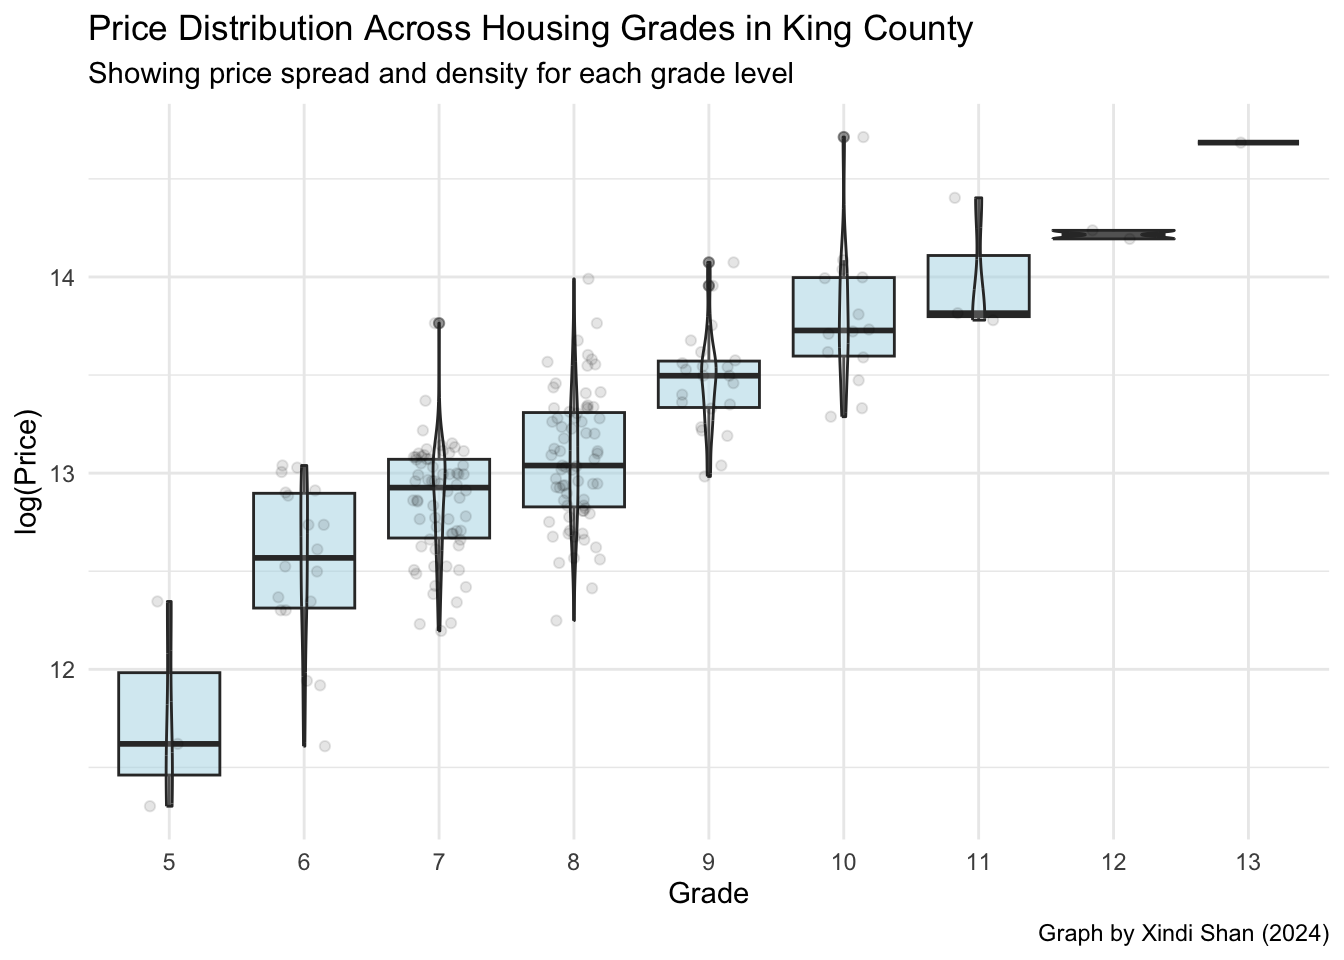 Price Distribution Across Housing Grades in King County
Showing price spread and density for each grade level
log(Price)
14
13
12
5 6 7 8 9 10 11 12 13
Grade
Graph by Xindi Shan (2024)